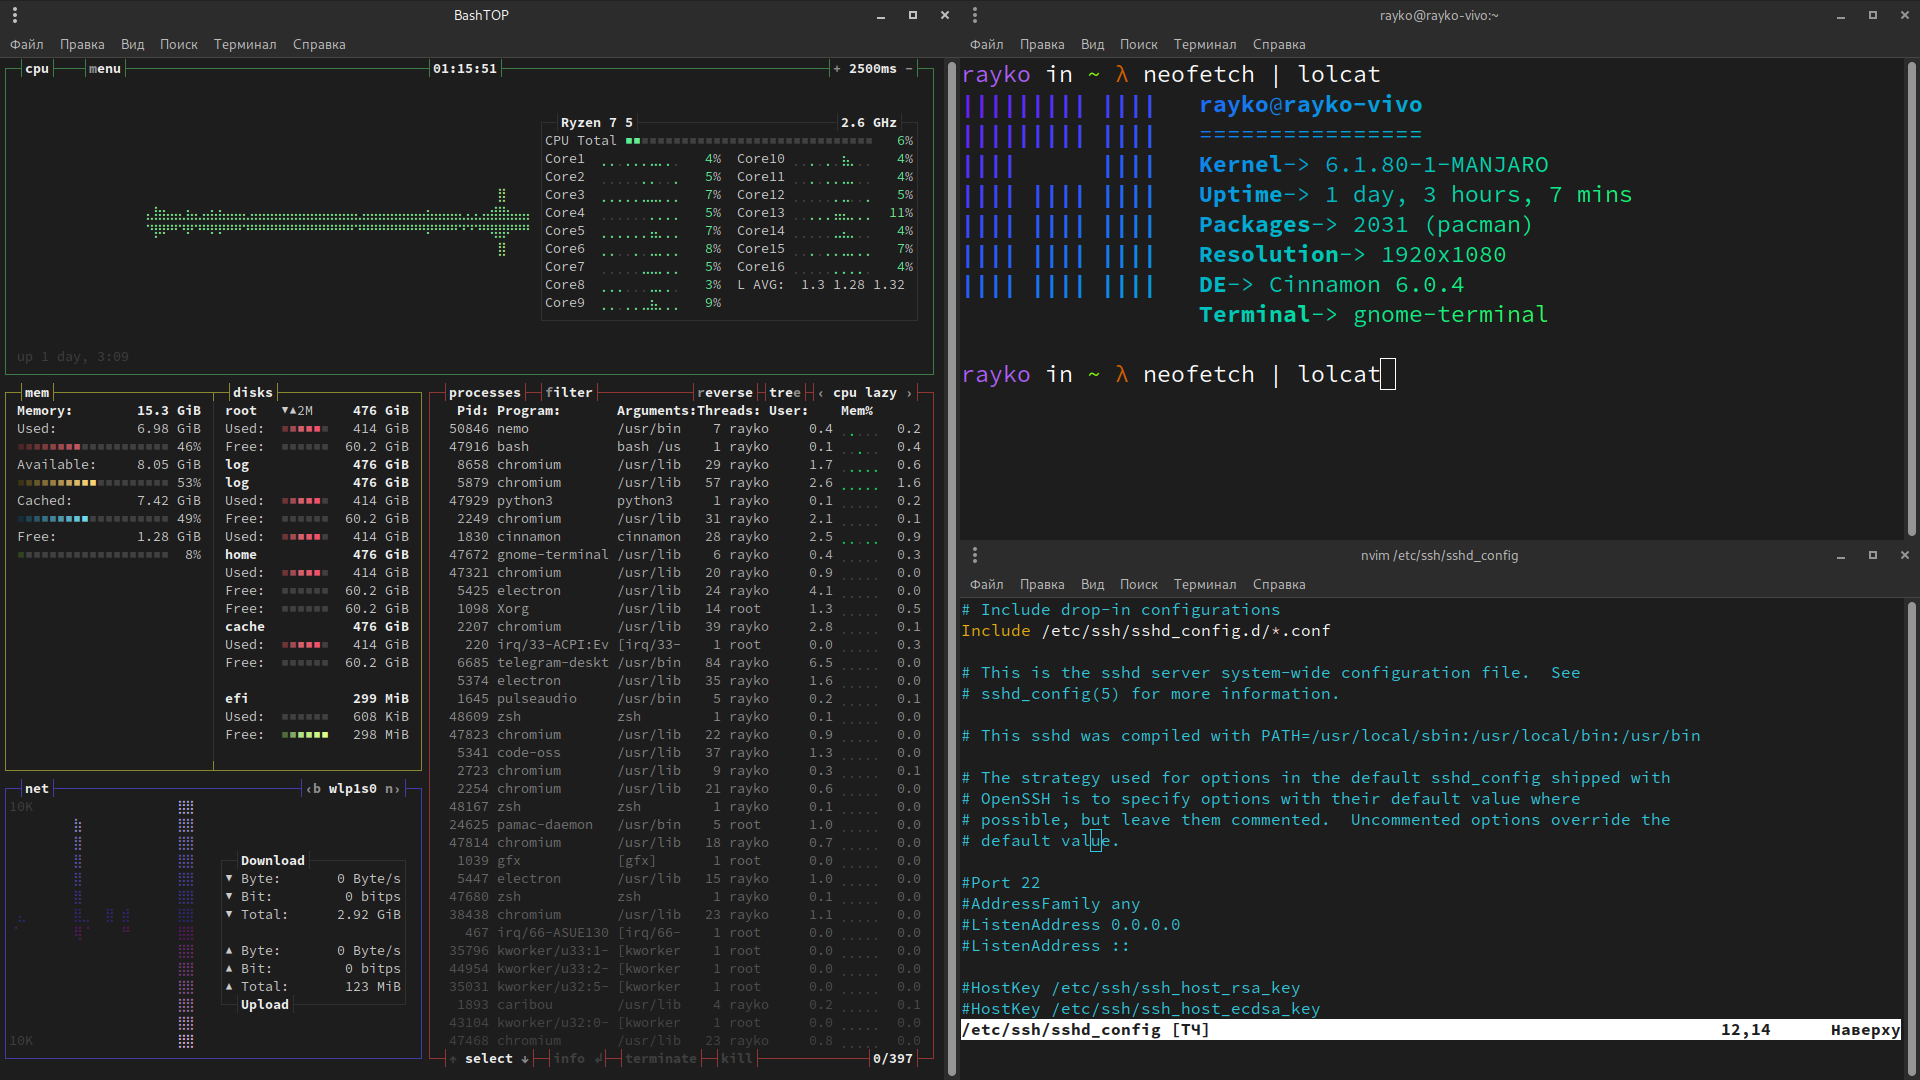 BashTOP
Файл Правка Вид Поиск Терминал Справка
cpu menu 01:15:51 + 2500ms -
Ryzen 7 5 2.6 GHz
CPU Total 6%
Core1 4% Core10 4%
Core2 5% Core11 4%
Core3 7% Core12 5%
Core4 5% Core13 11%
Core5 7% Core14 4%
Core6 8% Core15 7%
Core7 5% Core16 4%
Core8 3% L AVG: 1.3 1.28 1.32
Core9 9%
up 1 day, 3:09
mem
Memory: 15.3 GiB
Used: 6.98 GiB
46%
Available: 8.05 GiB
53%
Cached: 7.42 GiB
49%
Free: 1.28 GiB
8%
disks
root ▼▲2M 476 GiB
Used: 414 GiB
Free: 60.2 GiB
log 476 GiB
log 476 GiB
Used: 414 GiB
Free: 60.2 GiB
Used: 414 GiB
home 476 GiB
Used: 414 GiB
Free: 60.2 GiB
Free: 60.2 GiB
cache 476 GiB
Used: 414 GiB
Free: 60.2 GiB
efi 299 MiB
Used: 608 KiB
Free: 298 MiB
net ‹b wlp1s0 n›
10K
Download
▼ Byte: 0 Byte/s
▼ Bit: 0 bitps
▼ Total: 2.92 GiB
▲ Byte: 0 Byte/s
▲ Bit: 0 bitps
▲ Total: 123 MiB
Upload
10K
processes filter reverse tree ‹ cpu lazy ›
Pid: Program: Arguments: Threads: User: Mem%
50846 nemo /usr/bin 7 rayko 0.4 0.2
47916 bash bash /us 1 rayko 0.1 0.4
8658 chromium /usr/lib 29 rayko 1.7 0.6
5879 chromium /usr/lib 57 rayko 2.6 1.6
47929 python3 python3 1 rayko 0.1 0.2
2249 chromium /usr/lib 31 rayko 2.1 0.1
1830 cinnamon cinnamon 28 rayko 2.5 0.9
47672 gnome-terminal /usr/lib 6 rayko 0.4 0.3
47321 chromium /usr/lib 20 rayko 0.9 0.0
5425 electron /usr/lib 24 rayko 4.1 0.0
1098 Xorg /usr/lib 14 root 1.3 0.5
2207 chromium /usr/lib 39 rayko 2.8 0.1
220 irq/33-ACPI:Ev [irq/33- 1 root 0.0 0.3
6685 telegram-deskt /usr/bin 84 rayko 6.5 0.0
5374 electron /usr/lib 35 rayko 1.6 0.0
1645 pulseaudio /usr/bin 5 rayko 0.2 0.1
48609 zsh zsh 1 rayko 0.1 0.0
47823 chromium /usr/lib 22 rayko 0.9 0.0
5341 code-oss /usr/lib 37 rayko 1.3 0.0
2723 chromium /usr/lib 9 rayko 0.3 0.1
2254 chromium /usr/lib 21 rayko 0.6 0.0
48167 zsh zsh 1 rayko 0.1 0.0
24625 pamac-daemon /usr/bin 5 root 1.0 0.0
47814 chromium /usr/lib 18 rayko 0.7 0.0
1039 gfx [gfx] 1 root 0.0 0.0
5447 electron /usr/lib 15 rayko 1.0 0.0
47680 zsh zsh 1 rayko 0.1 0.0
38438 chromium /usr/lib 23 rayko 1.1 0.0
467 irq/66-ASUE130 [irq/66- 1 root 0.0 0.0
35796 kworker/u33:1- [kworker 1 root 0.0 0.0
44954 kworker/u33:2- [kworker 1 root 0.0 0.0
35031 kworker/u32:5- [kworker 1 root 0.0 0.0
1893 caribou /usr/lib 4 rayko 0.2 0.1
43104 kworker/u32:0- [kworker 1 root 0.0 0.0
47468 chromium /usr/lib 23 rayko 0.8 0.0
↑ select ↓ info ↲ terminate kill 0/397
rayko@rayko-vivo:~
Файл Правка Вид Поиск Терминал Справка
rayko in ~ λ neofetch | lolcat
||||||||| |||| rayko@rayko-vivo
||||||||| |||| ================
|||| |||| Kernel-> 6.1.80-1-MANJARO
|||| |||| |||| Uptime-> 1 day, 3 hours, 7 mins
|||| |||| |||| Packages-> 2031 (pacman)
|||| |||| |||| Resolution-> 1920x1080
|||| |||| |||| DE-> Cinnamon 6.0.4
Terminal-> gnome-terminal
rayko in ~ λ neofetch | lolcat
nvim /etc/ssh/sshd_config
Файл Правка Вид Поиск Терминал Справка
# Include drop-in configurations
Include /etc/ssh/sshd_config.d/*.conf
# This is the sshd server system-wide configuration file.  See
# sshd_config(5) for more information.
# This sshd was compiled with PATH=/usr/local/sbin:/usr/local/bin:/usr/bin
# The strategy used for options in the default sshd_config shipped with
# OpenSSH is to specify options with their default value where
# possible, but leave them commented.  Uncommented options override the
# default value.
#Port 22
#AddressFamily any
#ListenAddress 0.0.0.0
#ListenAddress ::
#HostKey /etc/ssh/ssh_host_rsa_key
#HostKey /etc/ssh/ssh_host_ecdsa_key
/etc/ssh/sshd_config [ТЧ] 12,14 Наверху